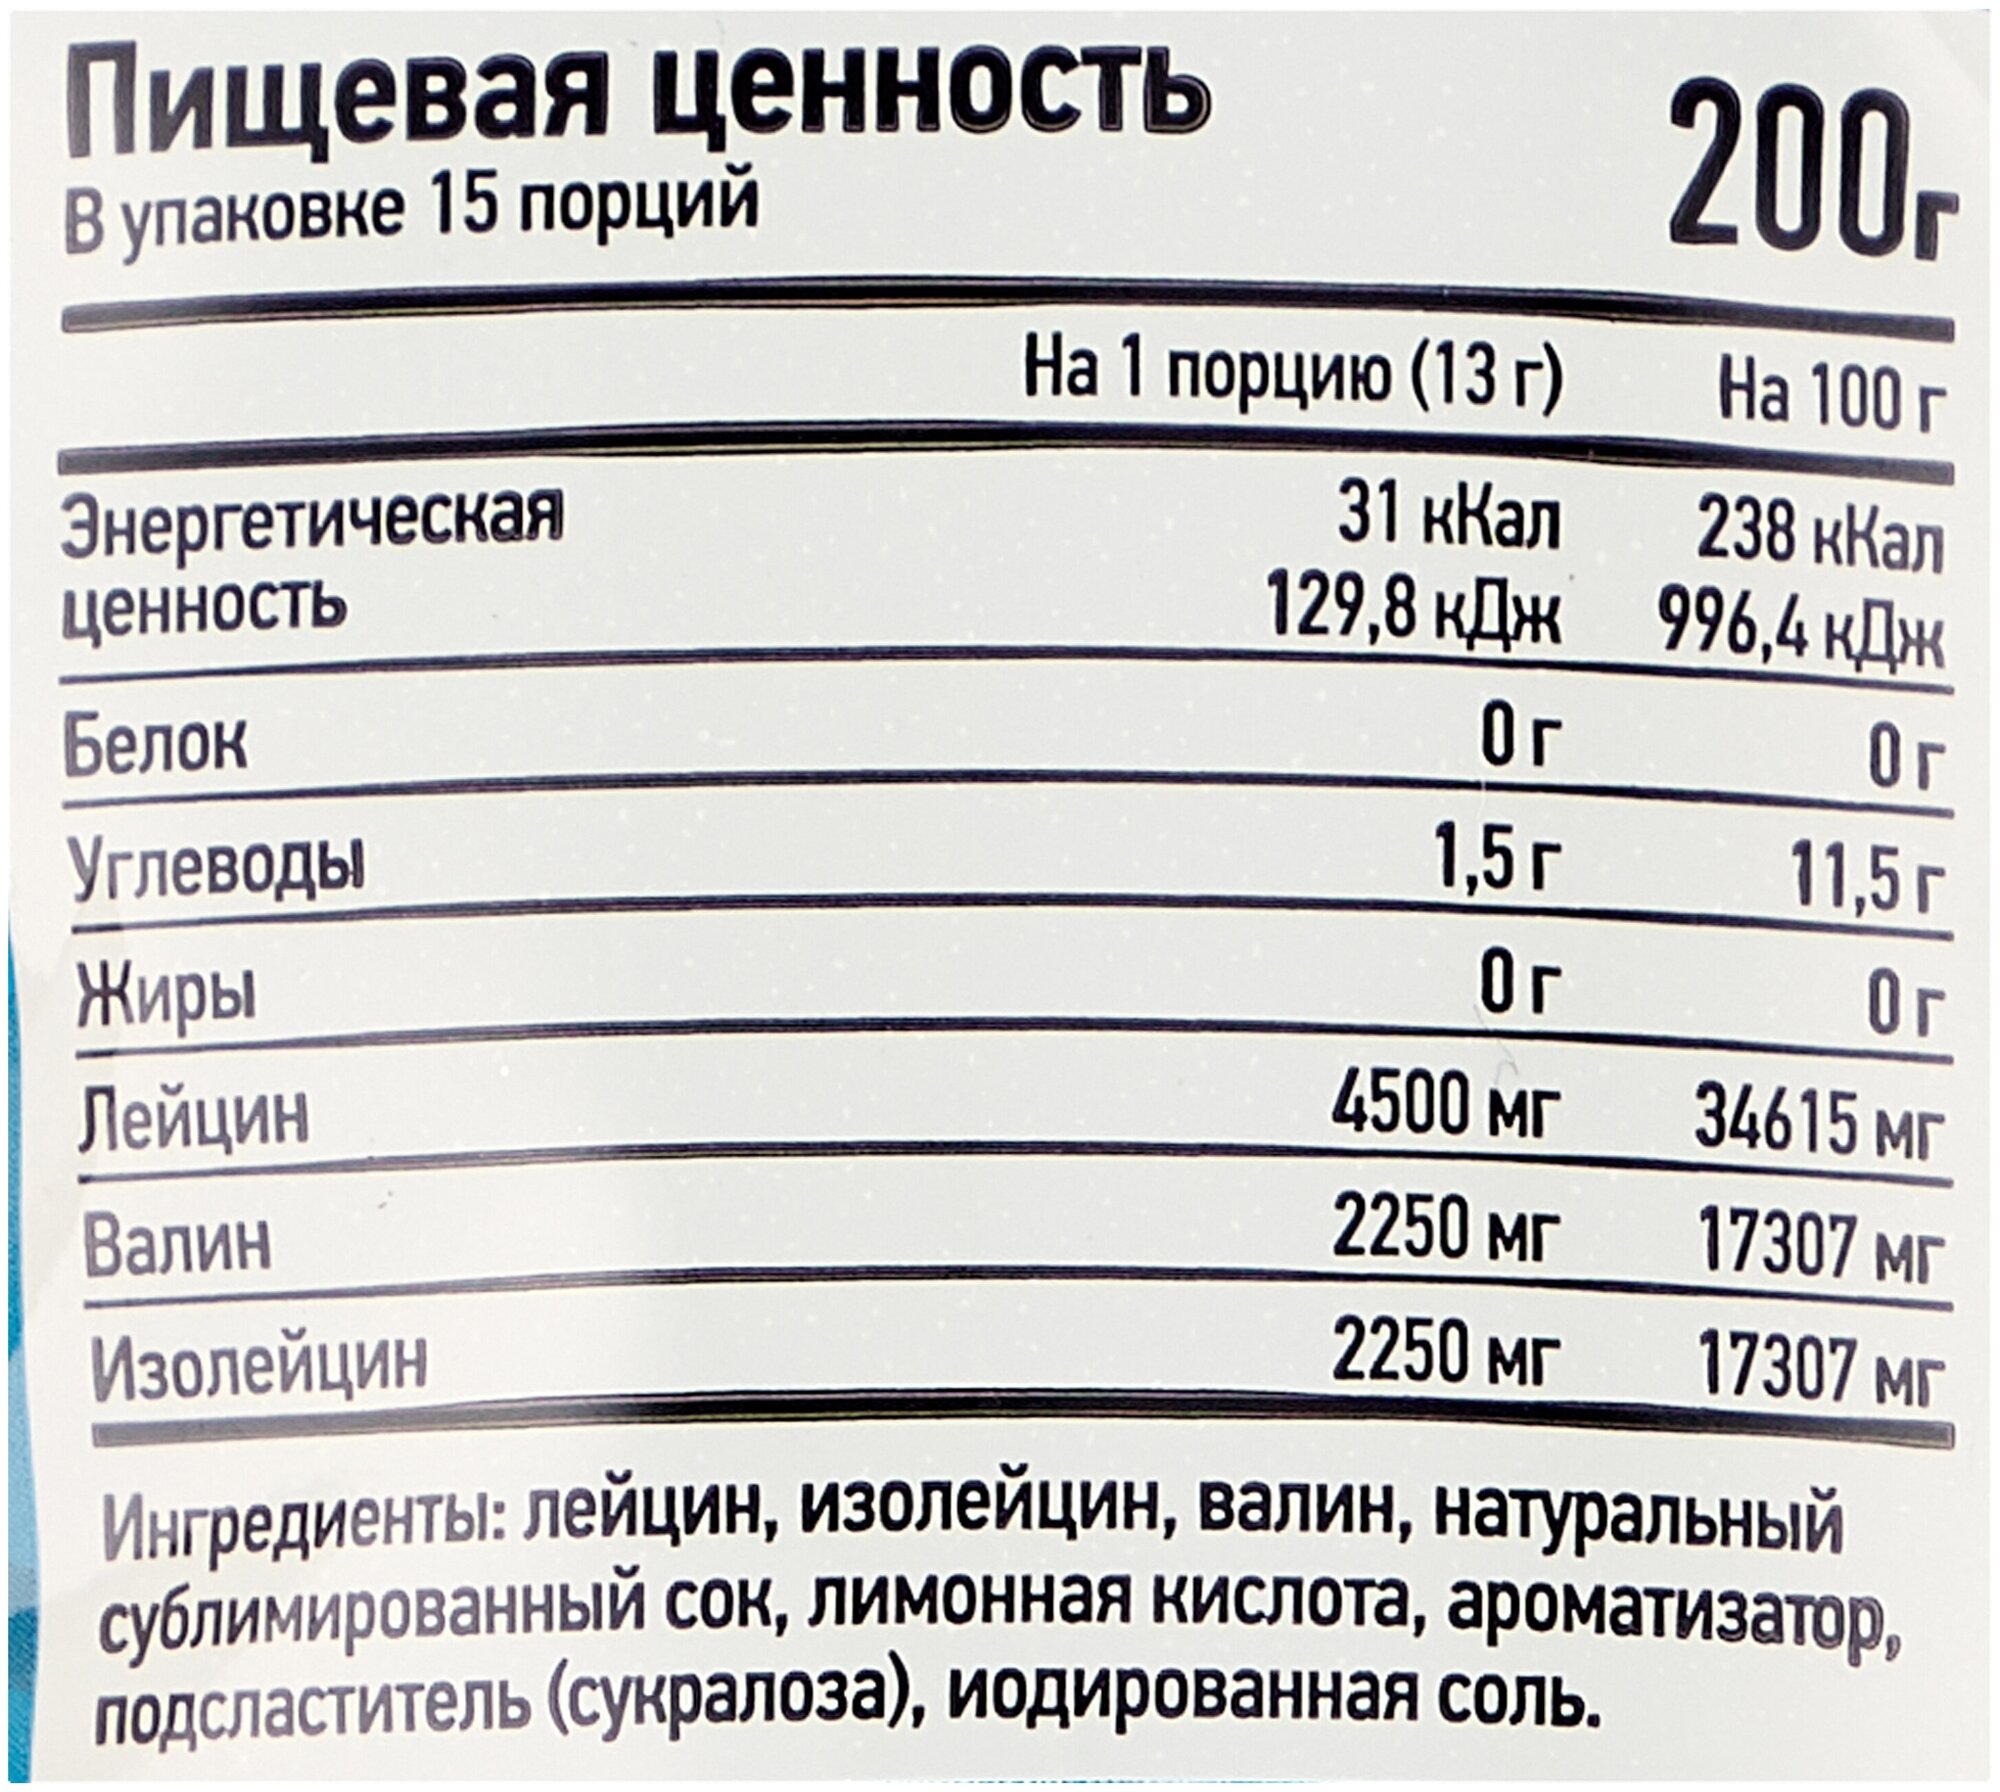 Пищевая ценность
200г
В упаковке 15 порций
На 1 порцию (13 г) На 100 г
Энергетическая 31 кКал 238 кКал
ценность 129,8 кДж 996,4 кДж
Белок 0 г 0 г
Углеводы 1,5 г 11,5 г
Жиры 0 г 0 г
Лейцин 4500 мг 34615 мг
Валин 2250 мг 17307 мг
Изолейцин 2250 мг 17307 мг
Ингредиенты: лейцин, изолейцин, валин, натуральный
сублимированный сок, лимонная кислота, ароматизатор,
подсластитель (сукралоза), иодированная соль.